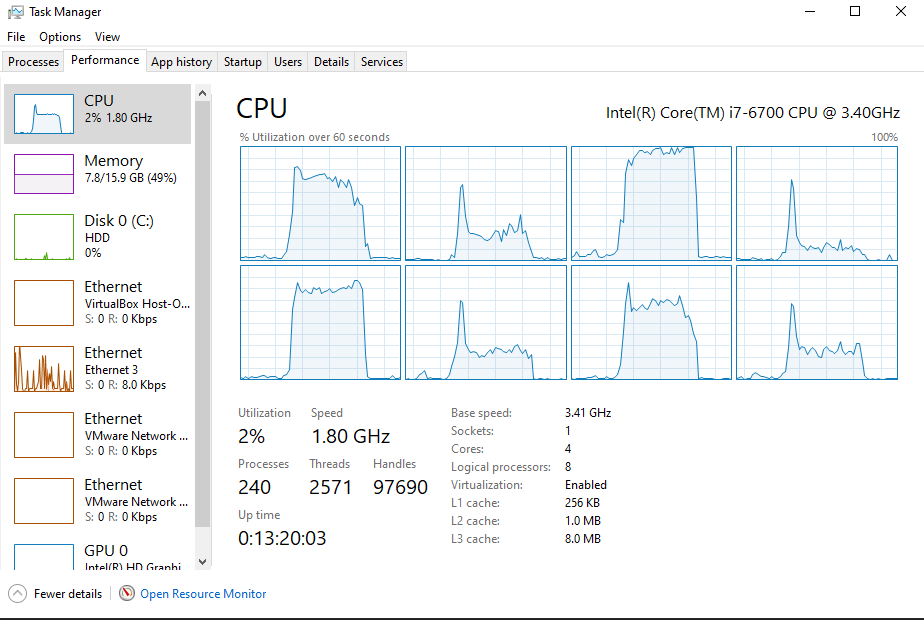 Task Manager
File Options View
Processes Performance App history Startup Users Details Services
CPU
2% 1.80 GHz
Memory
7.8/15.9 GB (49%)
Disk 0 (C:)
HDD
0%
Ethernet
VirtualBox Host-O...
S: 0 R: 0 Kbps
Ethernet
Ethernet 3
S: 0 R: 8.0 Kbps
Ethernet
VMware Network ...
S: 0 R: 0 Kbps
Ethernet
VMware Network ...
S: 0 R: 0 Kbps
GPU 0
Intel(R) HD Graphi
CPU
Intel(R) Core(TM) i7-6700 CPU @ 3.40GHz
% Utilization over 60 seconds
100%
Utilization Speed
2% 1.80 GHz
Processes Threads Handles
240 2571 97690
Up time
0:13:20:03
Base speed: 3.41 GHz
Sockets: 1
Cores: 4
Logical processors: 8
Virtualization: Enabled
L1 cache: 256 KB
L2 cache: 1.0 MB
L3 cache: 8.0 MB
Fewer details
Open Resource Monitor